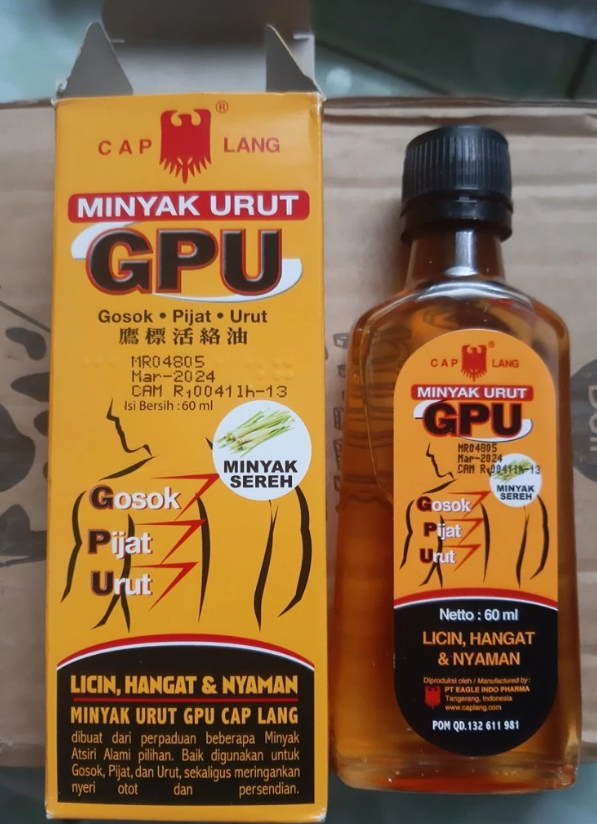 CAP LANG ®
MINYAK URUT
GPU
Gosok • Pijat • Urut
鷹標活絡油
MR04805
Mar-2024
CAM R100411h-13
Isi Bersih : 60 ml
MINYAK
SEREH
Gosok
Pijat
Urut
LICIN, HANGAT & NYAMAN
MINYAK URUT GPU CAP LANG
dibuat dari perpaduan beberapa Minyak
Atsiri Alami pilihan. Baik digunakan untuk
Gosok, Pijat, dan Urut, sekaligus meringankan
nyeri otot dan persendian.
CAP LANG
MINYAK URUT
GPU
MR04805
Mar-2024
CAM R100411h-13
MINYAK
SEREH
Gosok
Pijat
Urut
Netto : 60 ml
LICIN, HANGAT
& NYAMAN
Diproduksi oleh / Manufactured by :
PT EAGLE INDO PHARMA
Tangerang, Indonesia
www.caplang.com
POM QD.132 611 981